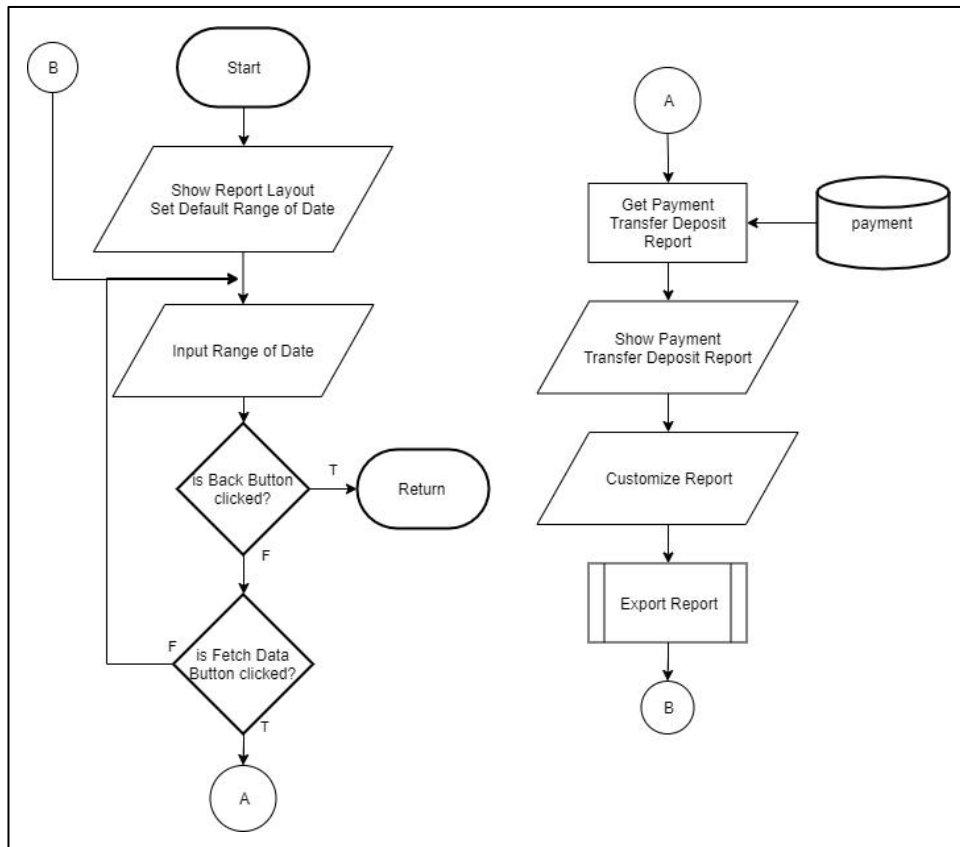 B
Start
Show Report Layout
Set Default Range of Date
Input Range of Date
is Back Button
clicked?
T
Return
F
is Fetch Data
Button clicked?
F
T
A
A
Get Payment
Transfer Deposit
Report
payment
Show Payment
Transfer Deposit Report
Customize Report
Export Report
B